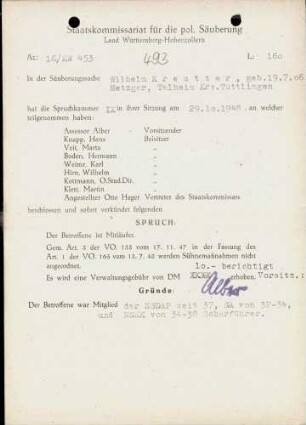 Staatskommissariat für die pol. Säuberung
Land Württemberg-Hohenzollern
Az: 16/ZM 453 493 L: 160
In der Säuberungssache Wilhelm Kreutter, geb.19.7.06
Metzger, Talheim Krs.Tuttlingen
hat die Spruchkammer IX in ihrer Sitzung am 29.10.1948, an welcher
teilgenommen haben:
Assessor Alber - Vorsitzender
Knapp, Hans Beisitzer
Veit, Marta „
Boden, Hermann „
Weimr, Karl „
Hirn, Wilhelm „
Kottmann, O.Stud.Dir. „
Klett, Martin „
Angestellter Otto Hager Vertreter des Staatskommissars
beschlossen und sofort verkündet folgenden
SPRUCH:
Der Betroffene ist Mitläufer.
Gem. Art. 3 der VO. 133 vom 17. 11. 47 in der Fassung des
Art. 1 der VO. 165 vom 13. 7. 48 werden Sühnemaßnahmen nicht
angeordnet.
10.- berichtigt
Es wird eine Verwaltungsgebühr von DM erhoben. Vorsitz.:
Alber
Gründe:
Der Betroffene war Mitglied der NSDAP seit 37, SA von 33-34,
und NSKK von 34-38 Scharführer.